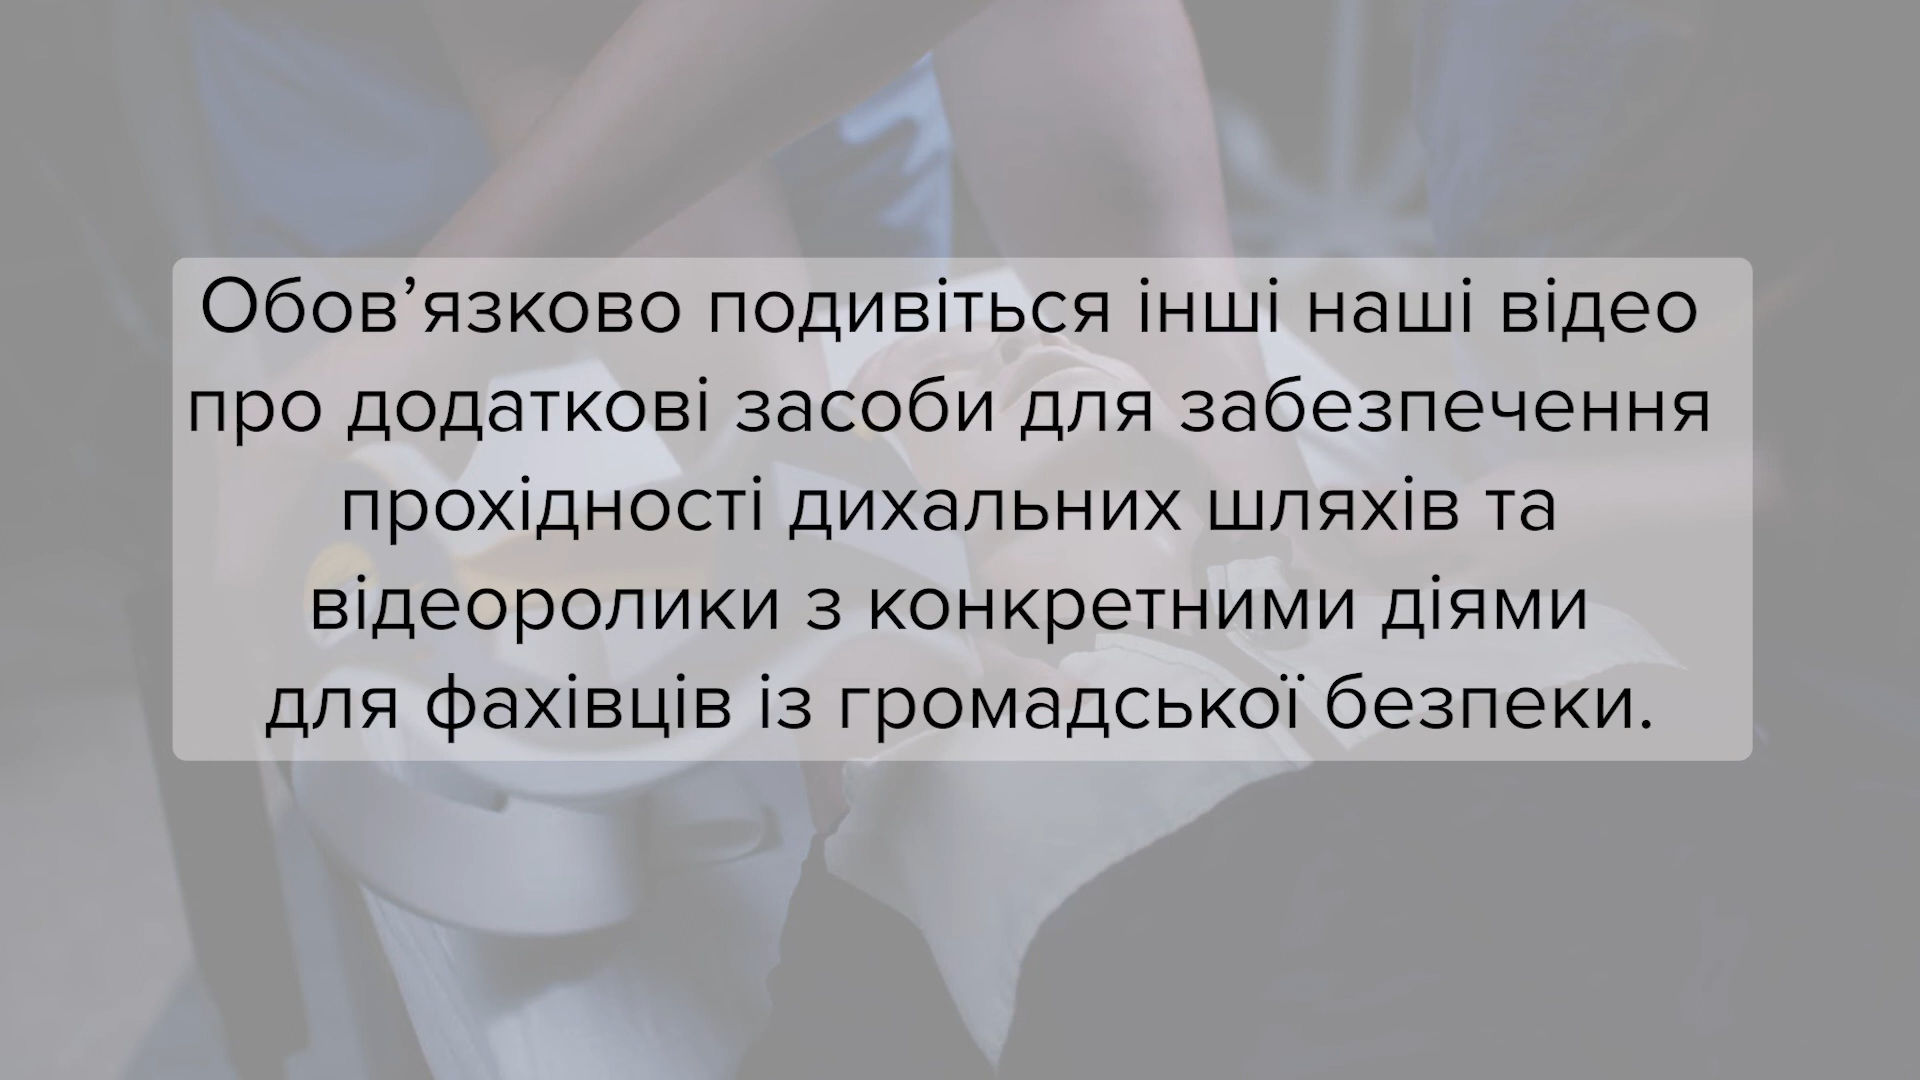 Обов’язково подивіться інші наші відео
про додаткові засоби для забезпечення
прохідності дихальних шляхів та
відеоролики з конкретними діями
для фахівців із громадської безпеки.